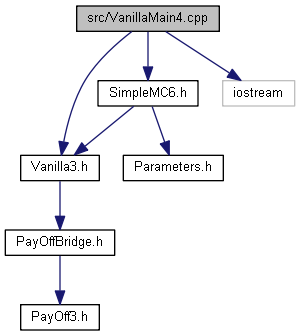 src/VanillaMain4.cpp
SimpleMC6.h
iostream
Vanilla3.h
Parameters.h
PayOffBridge.h
PayOff3.h